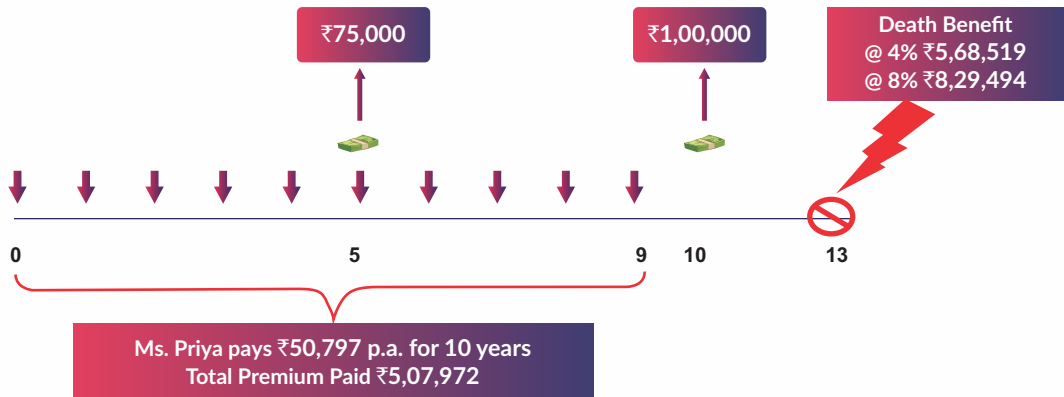 ₹75,000
₹1,00,000
Death Benefit
@ 4% ₹5,68,519
@ 8% ₹8,29,494
0
5
9
10
13
Ms. Priya pays ₹50,797 p.a. for 10 years
Total Premium Paid ₹5,07,972